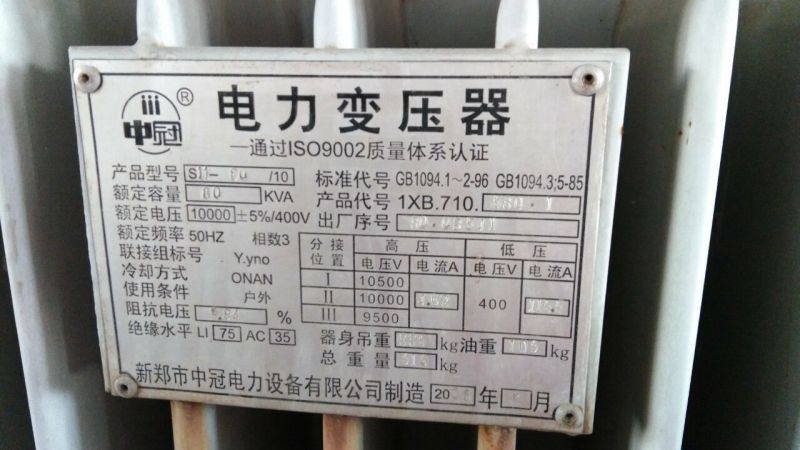 iii
中冠 ®
电力变压器
—通过ISO9002质量体系认证
产品型号 /10 标准代号 GB1094.1~2-96 GB1094.3;5-85
额定容量 KVA 产品代号 1XB.710.
额定电压 10000 ±5%/400V 出厂序号
额定频率 50HZ 相数3
联接组标号 Y.yno
冷却方式 ONAN
使用条件 户外
阻抗电压 %
绝缘水平 LI 75 AC 35
分接位置 高压 低压
电压V 电流A 电压V 电流A
I 10500
II 10000 400
III 9500
器身吊重 kg 油重 kg
总重量 kg
新郑市中冠电力设备有限公司制造 20 年 月